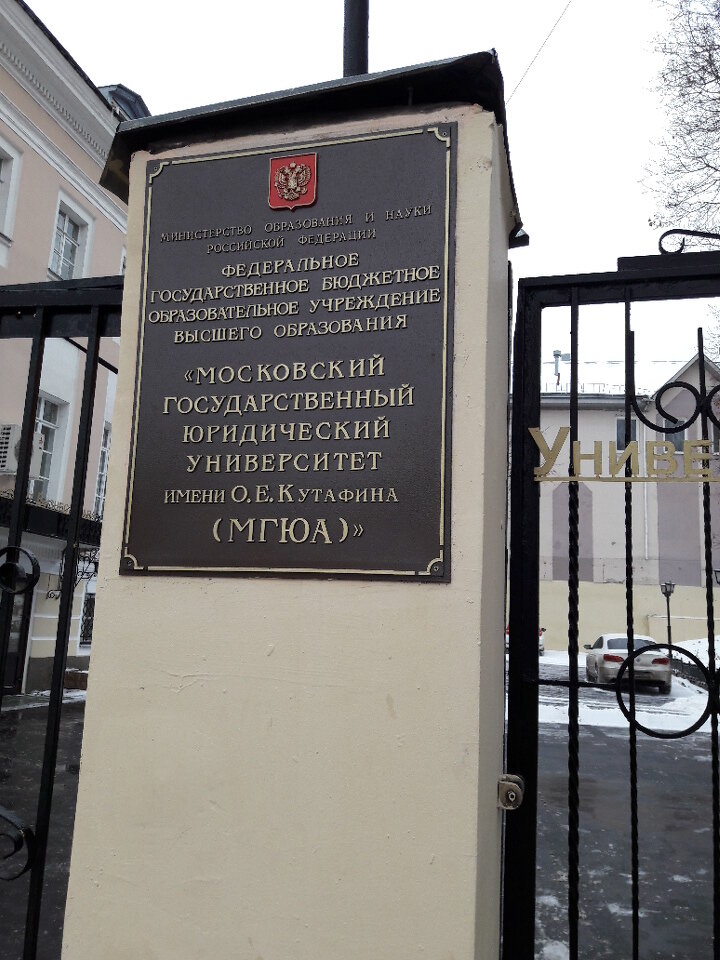 МИНИСТЕРСТВО ОБРАЗОВАНИЯ И НАУКИ
РОССИЙСКОЙ ФЕДЕРАЦИИ
ФЕДЕРАЛЬНОЕ
ГОСУДАРСТВЕННОЕ БЮДЖЕТНОЕ
ОБРАЗОВАТЕЛЬНОЕ УЧРЕЖДЕНИЕ
ВЫСШЕГО ОБРАЗОВАНИЯ
«МОСКОВСКИЙ
ГОСУДАРСТВЕННЫЙ
ЮРИДИЧЕСКИЙ
УНИВЕРСИТЕТ
ИМЕНИ О. Е. КУТАФИНА
(МГЮА)»
УНИВЕ